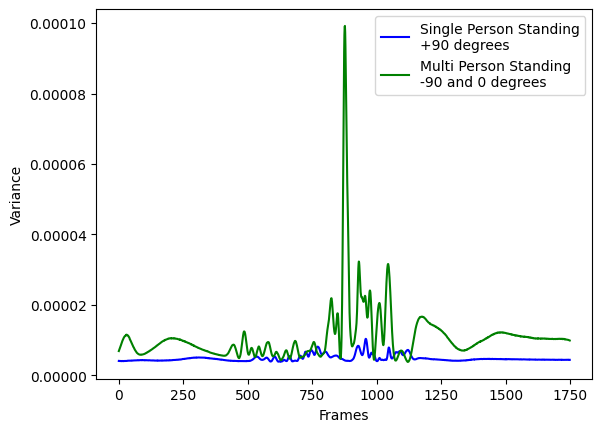 Single Person Standing
+90 degrees
Multi Person Standing
-90 and 0 degrees
0.00010
0.00008
0.00006
0.00004
0.00002
0.00000
Variance
0 250 500 750 1000 1250 1500 1750
Frames